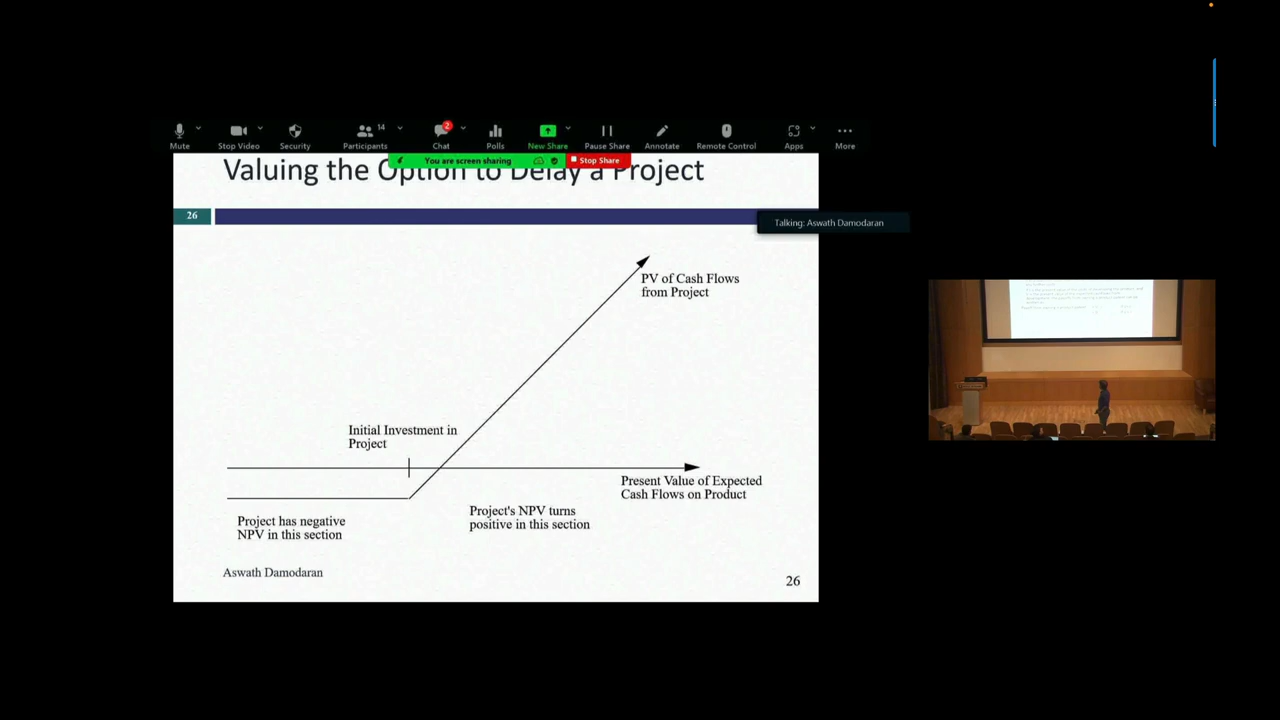 14
2
Mute
Stop Video
Security
Participants
Chat
Polls
New Share
Pause Share
Annotate
Remote Control
Apps
More
You are screen sharing
Stop Share
Valuing the Option to Delay a Project
26
Talking: Aswath Damodaran
PV of Cash Flows
from Project
Initial Investment in
Project
Present Value of Expected
Cash Flows on Product
Project's NPV turns
positive in this section
Project has negative
NPV in this section
Aswath Damodaran
26